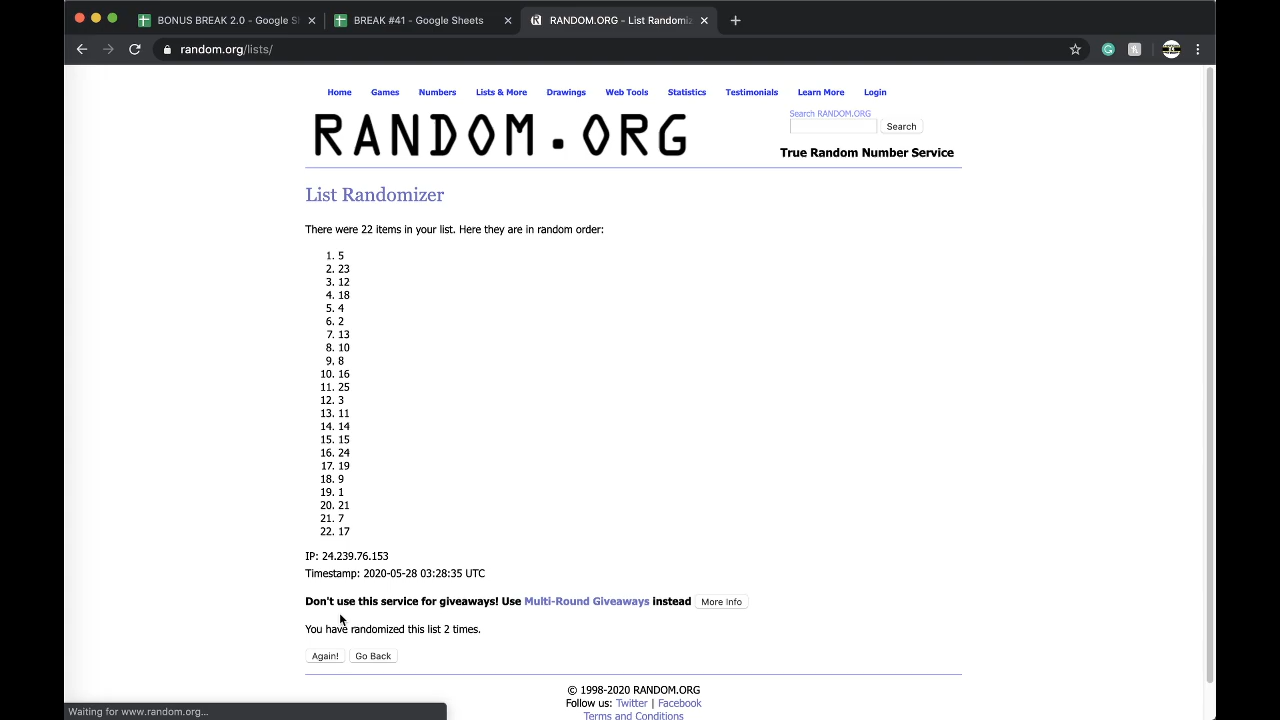 BONUS BREAK 2.0 - Google S
BREAK #41 - Google Sheets
RANDOM.ORG - List Randomiz
random.org/lists/
Home Games Numbers Lists & More Drawings Web Tools Statistics Testimonials Learn More Login
RANDOM.ORG
Search RANDOM.ORG
Search
True Random Number Service
List Randomizer
There were 22 items in your list. Here they are in random order:
1. 5
2. 23
3. 12
4. 18
5. 4
6. 2
7. 13
8. 10
9. 8
10. 16
11. 25
12. 3
13. 11
14. 14
15. 15
16. 24
17. 19
18. 9
19. 1
20. 21
21. 7
22. 17
IP: 24.239.76.153
Timestamp: 2020-05-28 03:28:35 UTC
Don't use this service for giveaways! Use Multi-Round Giveaways instead More Info
You have randomized this list 2 times.
Again! Go Back
© 1998-2020 RANDOM.ORG
Follow us: Twitter | Facebook
Terms and Conditions
Waiting for www.random.org...